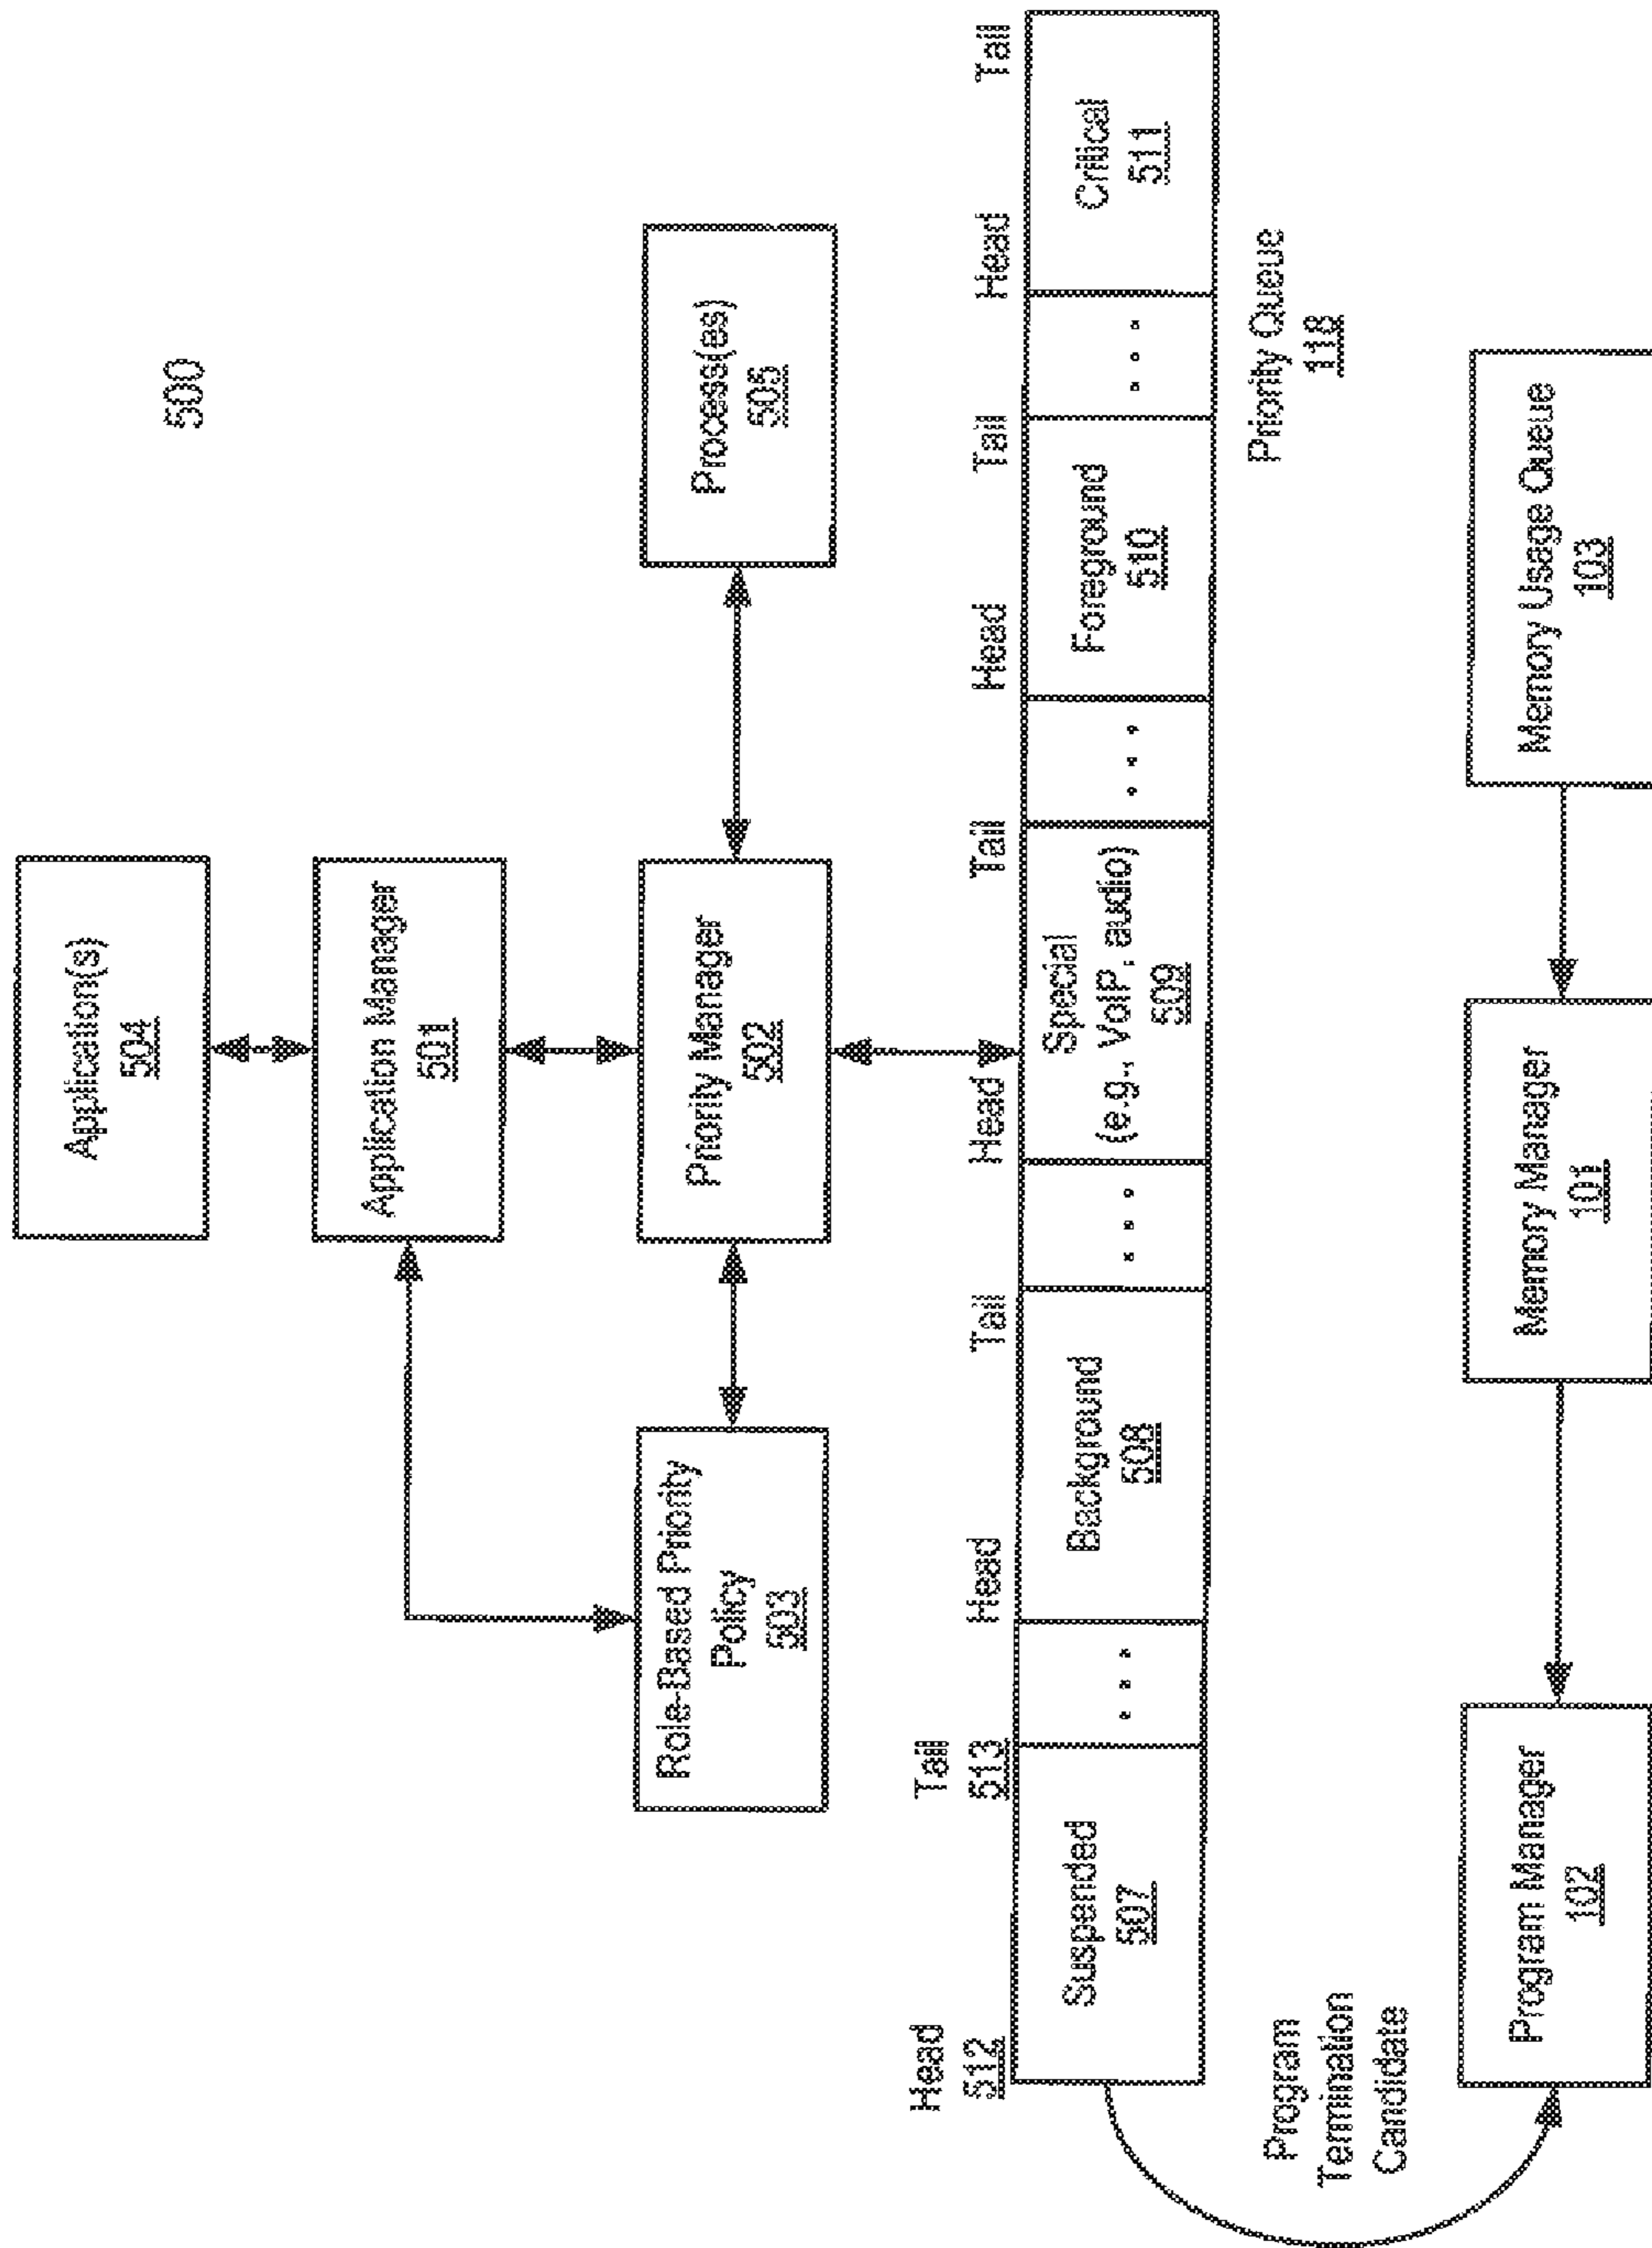 500
Application(s)
504
Application Manager
501
Role-Based Priority
Policy
503
Priority Manager
502
Process(es)
505
Head
512
Tail
513
Head
Tail
Head
Tail
Head
Tail
Head
Tail
Suspended
507
...
Background
508
...
Special
(e.g., VoIP, audio)
509
...
Foreground
510
...
Critical
511
Priority Queue
118
Program
Termination
Candidate
Program Manager
102
Memory Manager
101
Memory Usage Queue
103